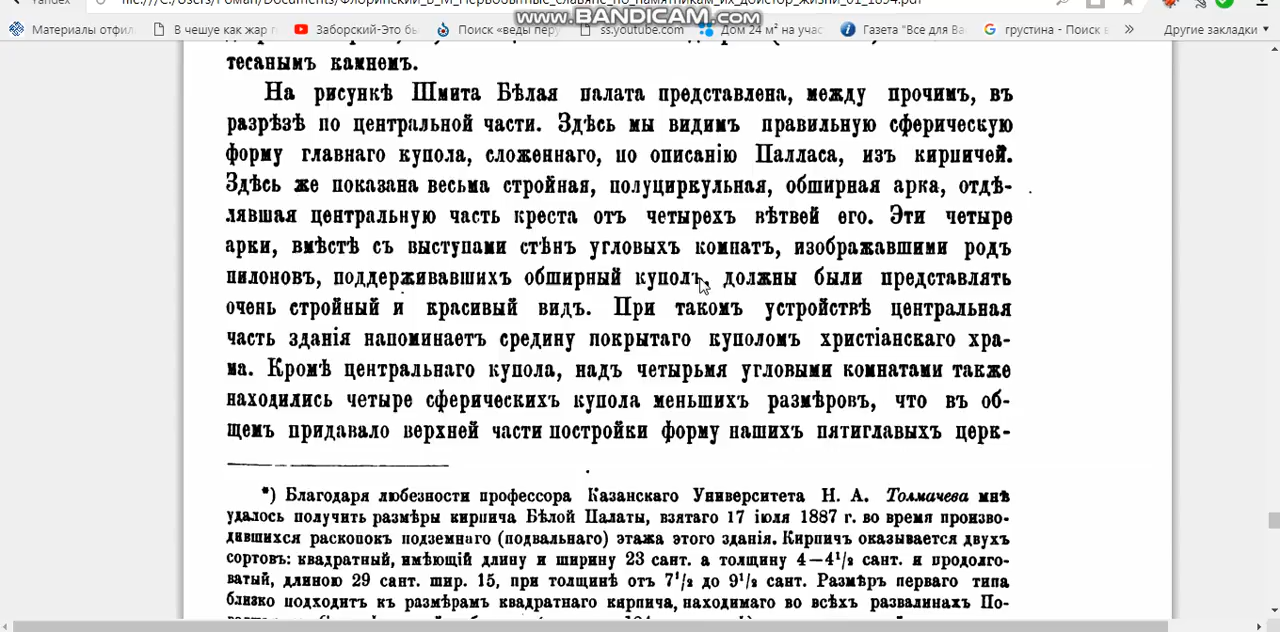 Yandex
file:///C:/Users/Роман/Documents/Флоринский_В_М_Первобытные_славяне_по_памятникам_их_доистор_жизни_01_1894.pdf
www.BANDICAM.com
Материалы отфил
В чешуе как жар г
Заборский-Это бы
Поиск «веды перу
ss.youtube.com
Дом 24 м² на учас
Газета "Все для Ва
грустина - Поиск в
»
Другие закладки
тесанымъ камнемъ.
На рисункѣ Шмита Бѣлая палата представлена, между прочимъ, въ
разрѣзѣ по центральной части. Здѣсь мы видимъ правильную сферическую
форму главнаго купола, сложеннаго, по описанію Палласа, изъ кирпичей.
Здѣсь же показана весьма стройная, полуциркульная, обширная арка, отдѣ-
лявшая центральную часть креста отъ четырехъ вѣтвей его. Эти четыре
арки, вмѣстѣ съ выступами стѣнъ угловыхъ комнатъ, изображавшими родъ
пилоновъ, поддерживавшихъ обширный куполъ, должны были представлять
очень стройный и красивый видъ. При такомъ устройствѣ центральная
часть зданія напоминаетъ средину покрытаго куполомъ христіанскаго хра-
ма. Кромѣ центральнаго купола, надъ четырьмя угловыми комнатами также
находились четыре сферическихъ купола меньшихъ размѣровъ, что въ об-
щемъ придавало верхней части постройки форму нашихъ пятиглавыхъ церк-
*) Благодаря любезности профессора Казанскаго Университета Н. А. Толмачева мнѣ
удалось получить размѣры кирпича Бѣлой Палаты, взятаго 17 іюля 1887 г. во время произво-
дившихся раскопокъ подземнаго (подвальнаго) этажа этого зданія. Кирпичъ оказывается двухъ
сортовъ: квадратный, имѣющій длину и ширину 23 сант. а толщину 4—4¹/₂ сант. и продолго-
ватый, длиною 29 сант. шир. 15, при толщинѣ отъ 7¹/₂ до 9¹/₂ сант. Размѣръ перваго типа
близко подходитъ къ размѣрамъ квадратнаго кирпича, находимаго во всѣхъ развалинахъ По-